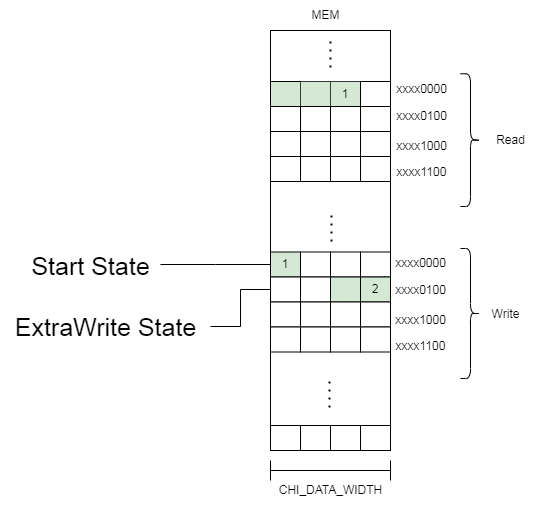 MEM
1
xxxx0000
xxxx0100
xxxx1000
xxxx1100
Read
Start State
1
xxxx0000
ExtraWrite State
2
xxxx0100
xxxx1000
xxxx1100
Write
CHI_DATA_WIDTH